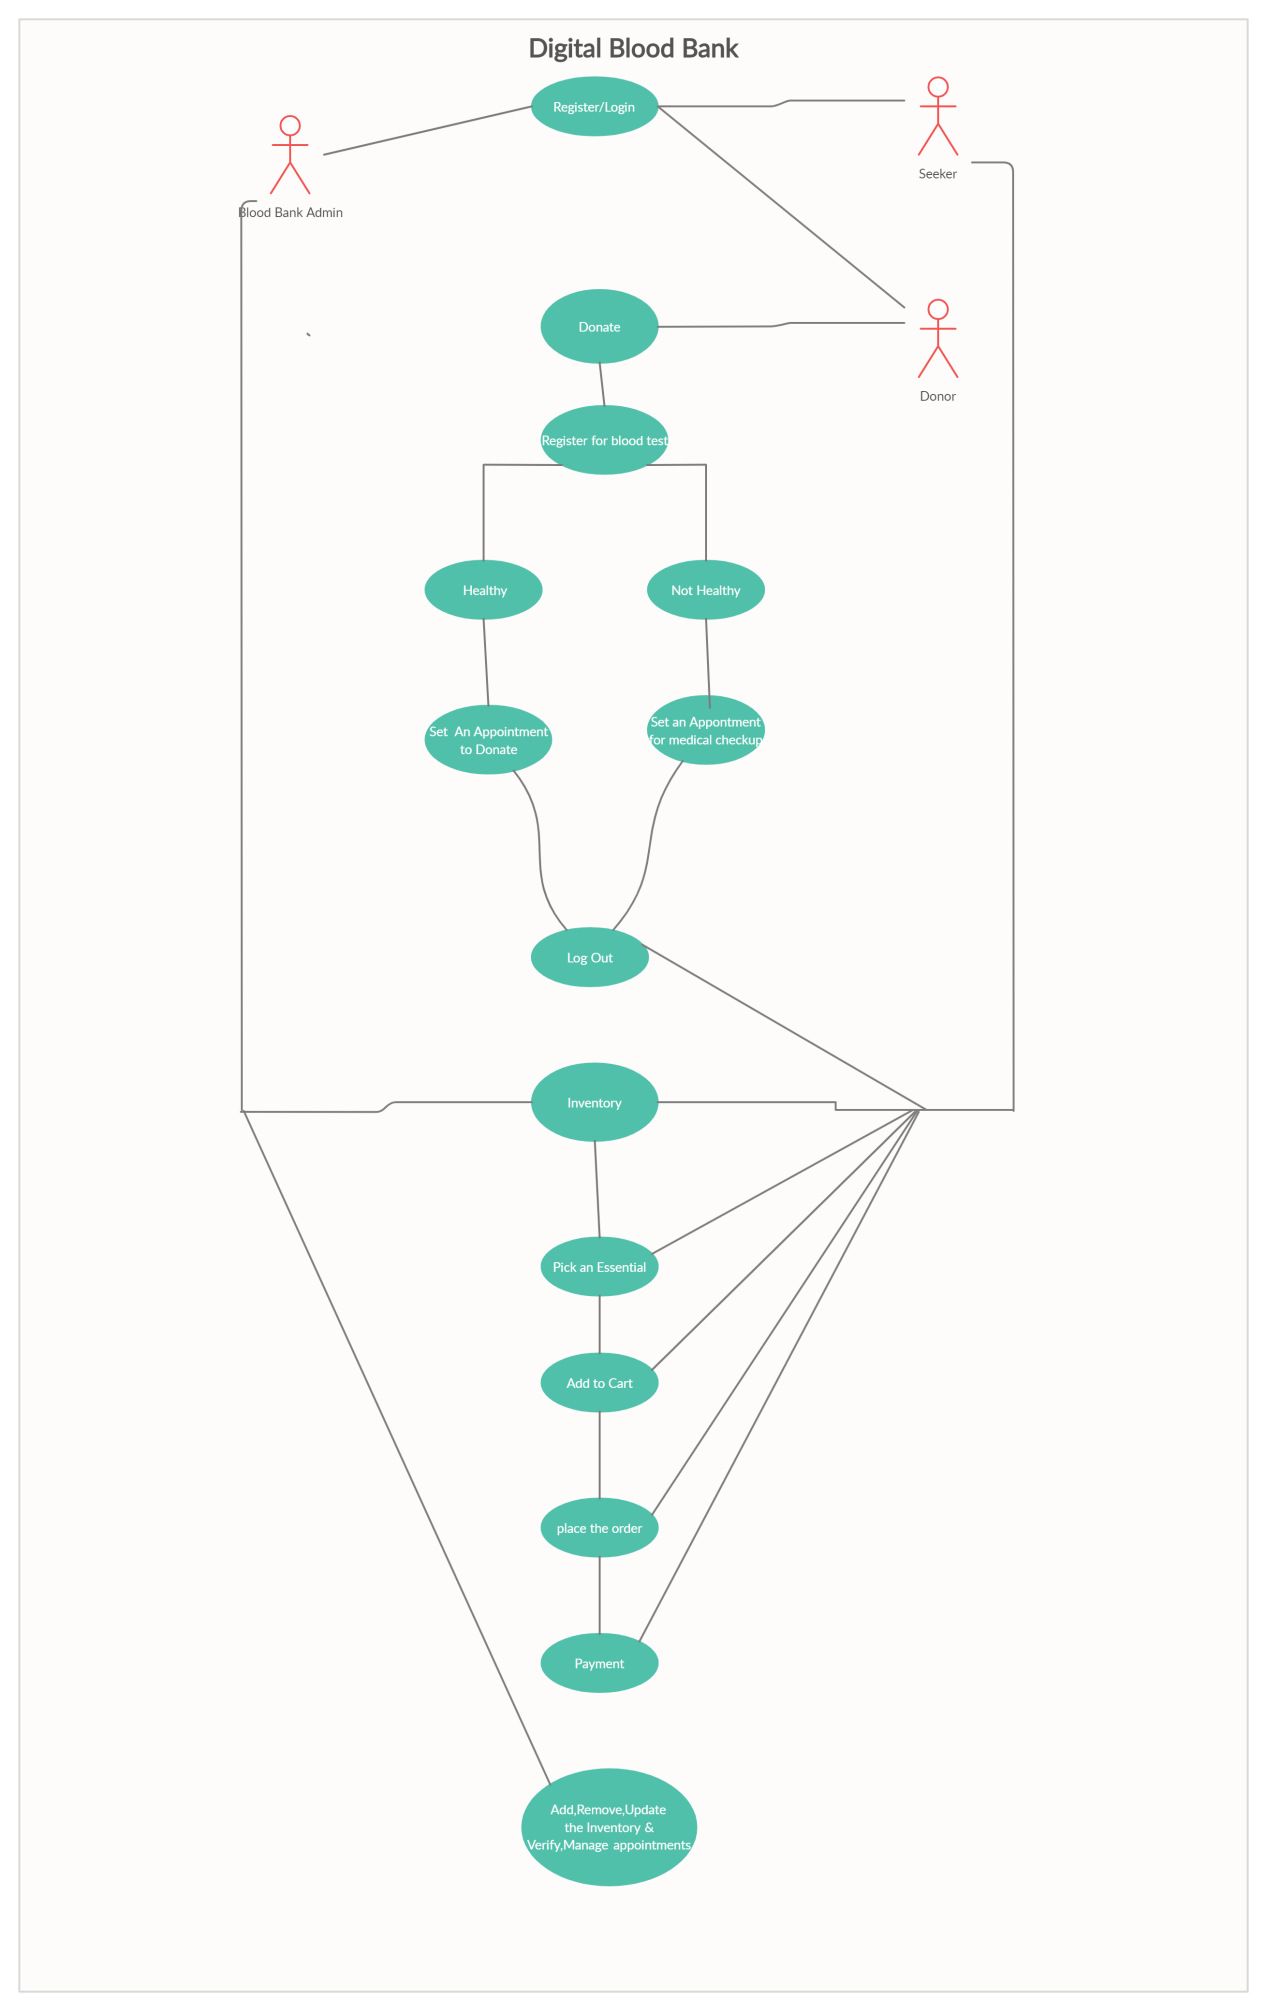 Digital Blood Bank
Register/Login
Seeker
Blood Bank Admin
Donate
Donor
Register for blood test
Healthy
Not Healthy
Set An Appointment
to Donate
Set an Appontment
for medical checkup
Log Out
Inventory
Pick an Essential
Add to Cart
place the order
Payment
Add,Remove,Update
the Inventory &
Verify,Manage appointments